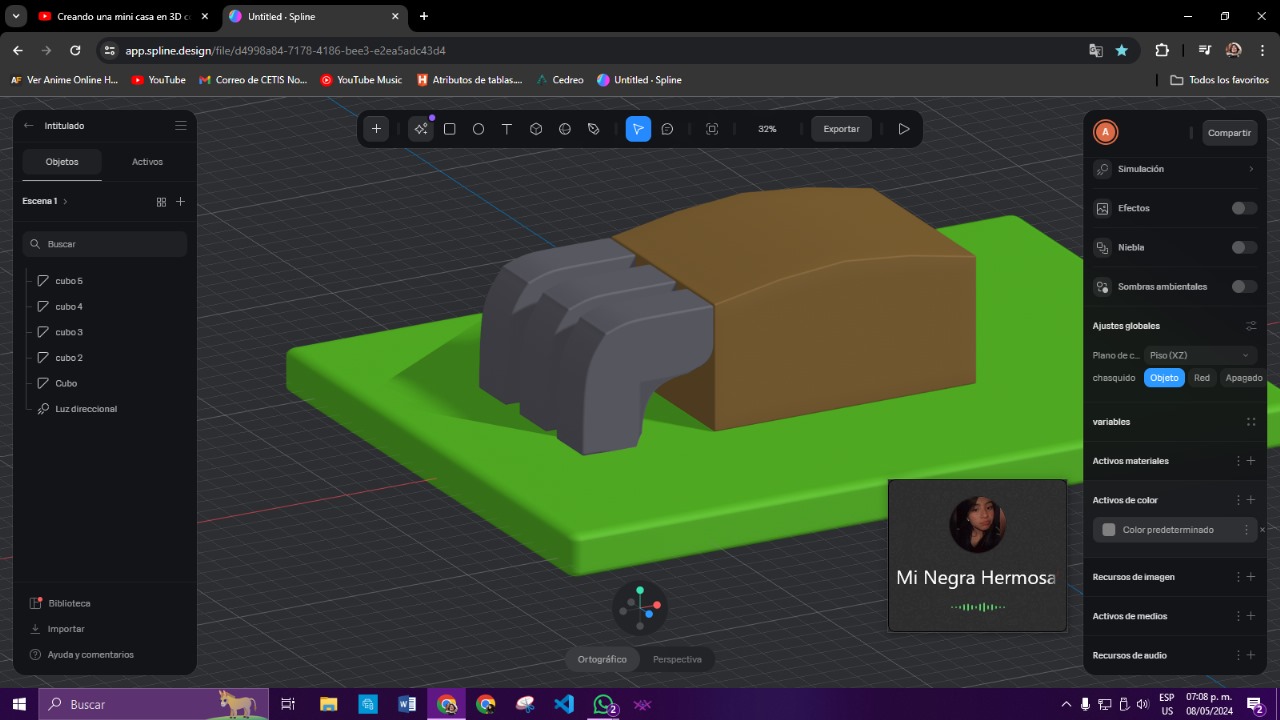 Creando una mini casa en 3D c
Untitled - Spline
app.spline.design/file/d4998a84-7178-4186-bee3-e2ea5adc43d4
Ver Anime Online H...
YouTube
Correo de CETIS No...
YouTube Music
Atributos de tablas....
Cedreo
Untitled - Spline
Todos los favoritos
Intitulado
Objetos
Activos
Escena 1
Buscar
cubo 5
cubo 4
cubo 3
cubo 2
Cubo
Luz direccional
Biblioteca
Importar
Ayuda y comentarios
T
32%
Exportar
Ortográfico
Perspectiva
Mi Negra Hermosa
A
Compartir
Simulación
Efectos
Niebla
Sombras ambientales
Ajustes globales
Plano de c...
Piso (XZ)
chasquido
Objeto
Red
Apagado
variables
Activos materiales
Activos de color
Color predeterminado
Recursos de imagen
Activos de medios
Recursos de audio
Buscar
2
ESP
US
07:08 p. m.
08/05/2024
2